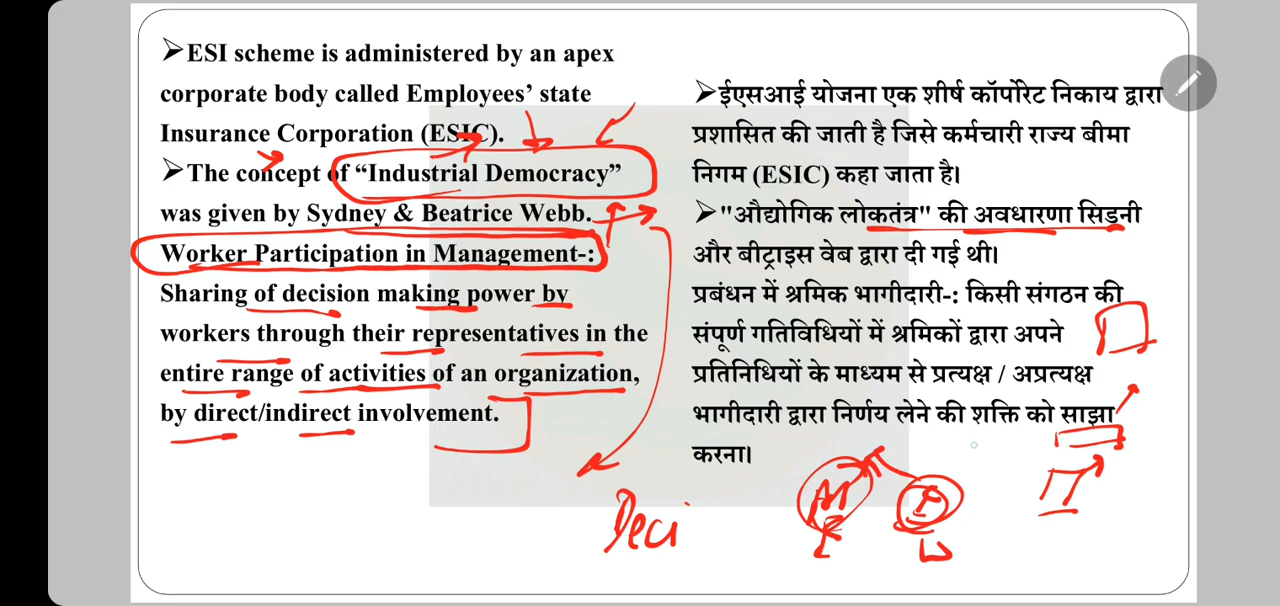 ➤ESI scheme is administered by an apex
corporate body called Employees’ state
Insurance Corporation (ESIC).
➤The concept of “Industrial Democracy”
was given by Sydney & Beatrice Webb.
Worker Participation in Management-:
Sharing of decision making power by
workers through their representatives in the
entire range of activities of an organization,
by direct/indirect involvement.
➤ईएसआई योजना एक शीर्ष कॉर्पोरेट निकाय द्वारा
प्रशासित की जाती है जिसे कर्मचारी राज्य बीमा
निगम (ESIC) कहा जाता है।
➤"औद्योगिक लोकतंत्र" की अवधारणा सिडनी
और बीट्राइस वेब द्वारा दी गई थी।
प्रबंधन में श्रमिक भागीदारी-: किसी संगठन की
संपूर्ण गतिविधियों में श्रमिकों द्वारा अपने
प्रतिनिधियों के माध्यम से प्रत्यक्ष / अप्रत्यक्ष
भागीदारी द्वारा निर्णय लेने की शक्ति को साझा
करना।
Deci